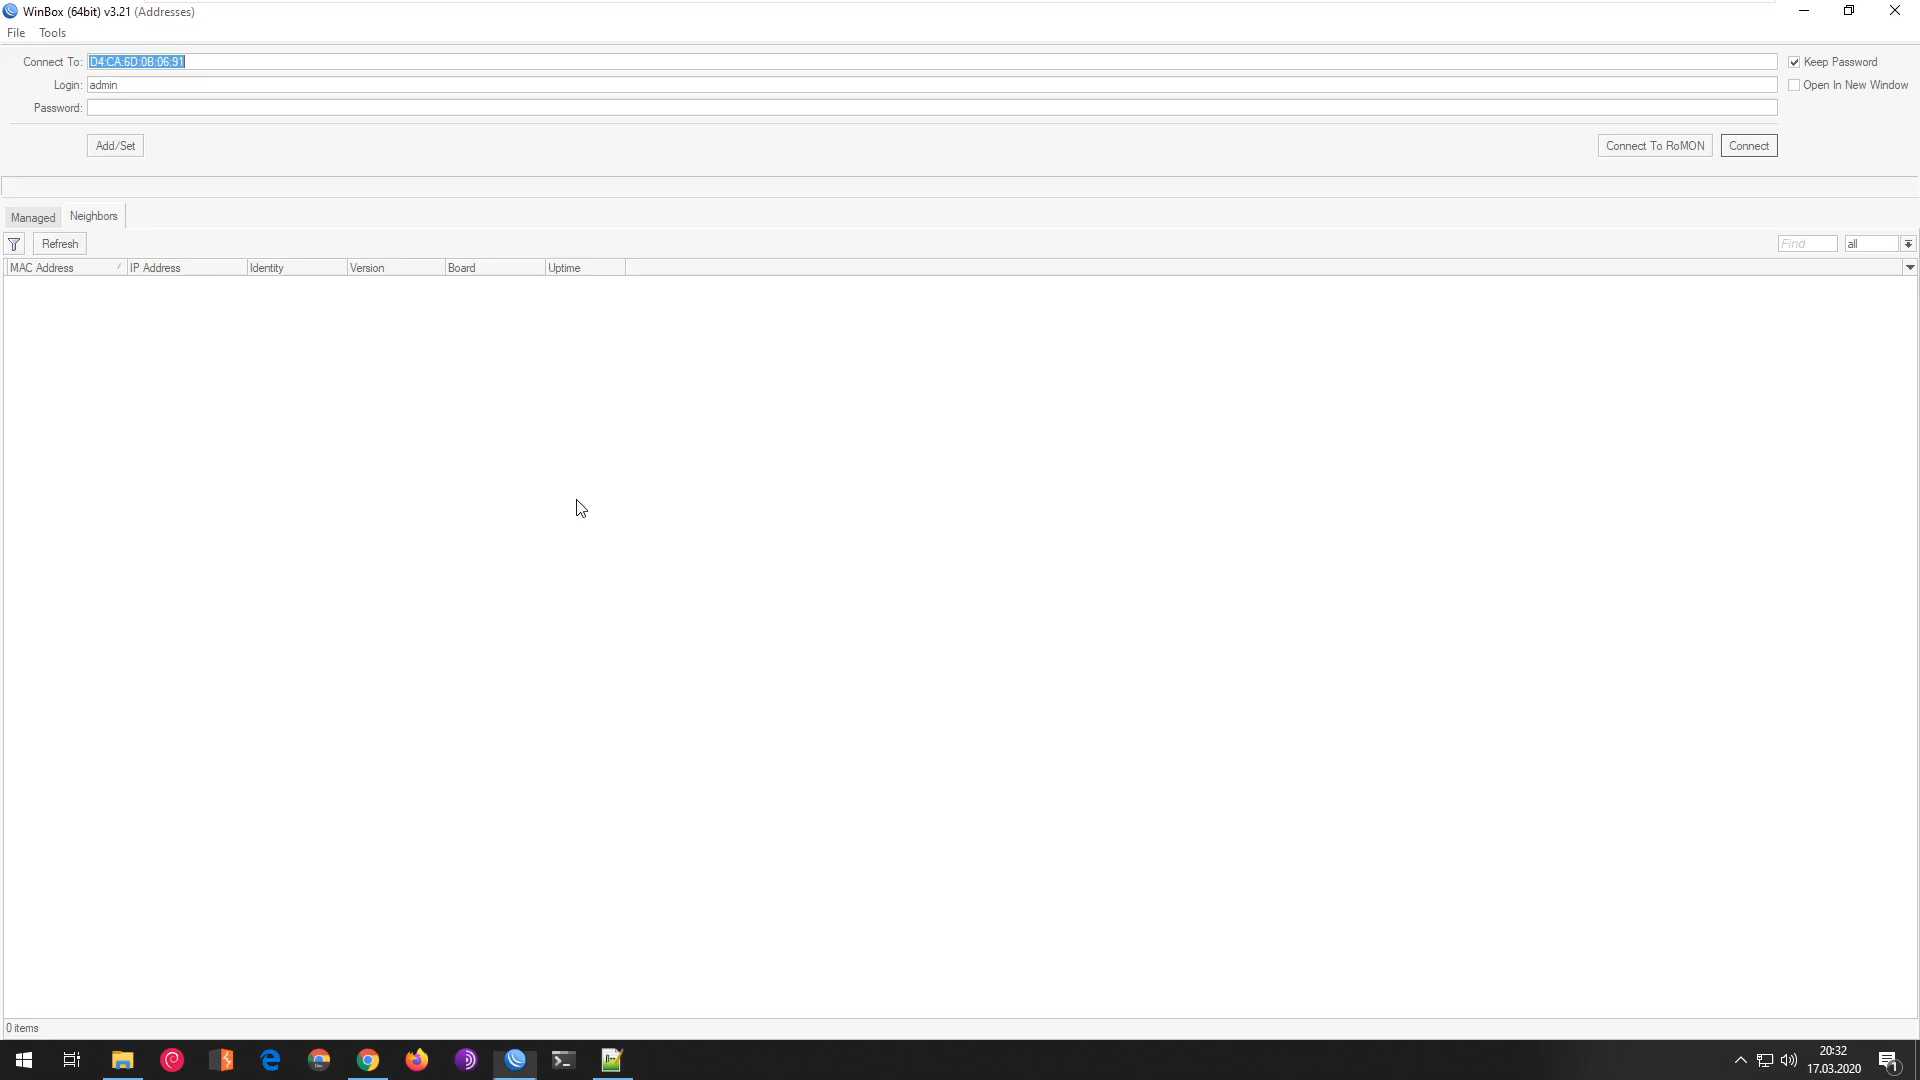 WinBox (64bit) v3.21 (Addresses)
File Tools
Connect To: D4:CA:6D:0B:06:91 Keep Password
Login: admin Open In New Window
Password:
Add/Set Connect To RoMON Connect
Managed Neighbors
Refresh Find all
MAC Address IP Address Identity Version Board Uptime
0 items
20:32
17.03.2020
1